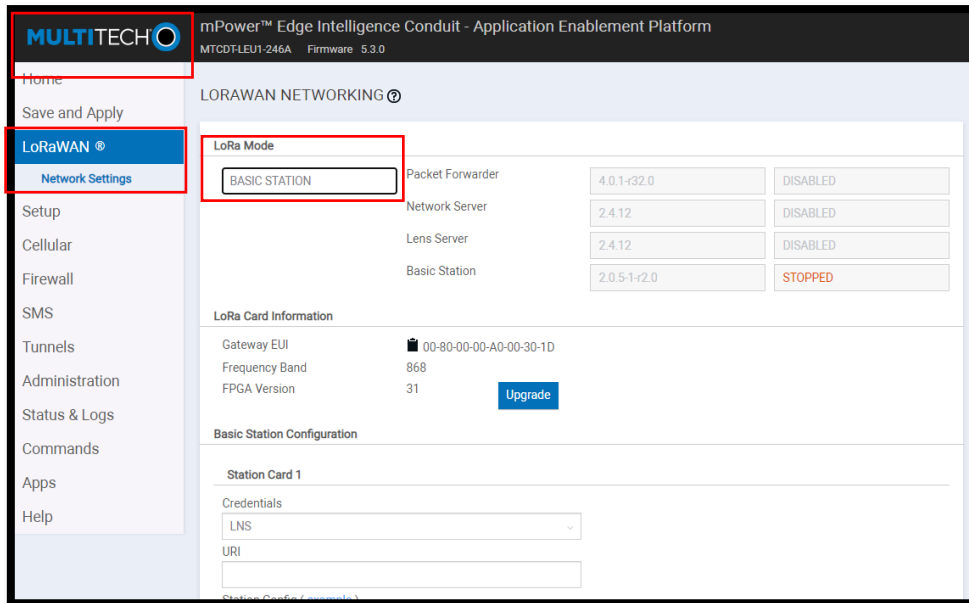 MULTITECH
mPower™ Edge Intelligence Conduit - Application Enablement Platform
MTCDT-LEU1-246A Firmware 5.3.0
Home
Save and Apply
LoRaWAN ®
Network Settings
Setup
Cellular
Firewall
SMS
Tunnels
Administration
Status & Logs
Commands
Apps
Help
LORAWAN NETWORKING ?
LoRa Mode
BASIC STATION
Packet Forwarder 4.0.1-r32.0 DISABLED
Network Server 2.4.12 DISABLED
Lens Server 2.4.12 DISABLED
Basic Station 2.0.5-1-r2.0 STOPPED
LoRa Card Information
Gateway EUI 00-80-00-00-A0-00-30-1D
Frequency Band 868
FPGA Version 31 Upgrade
Basic Station Configuration
Station Card 1
Credentials
LNS
URI
Station Config ( example )